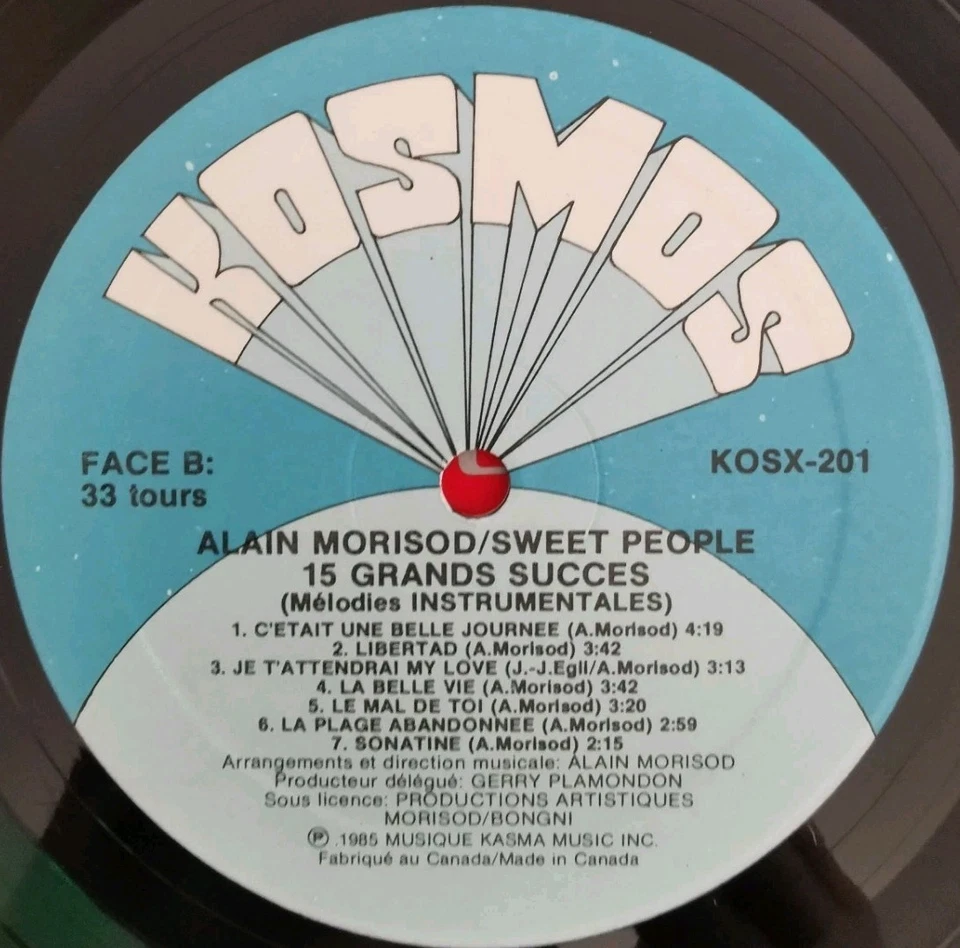 KOSMOS
FACE B:
33 tours
KOSX-201
ALAIN MORISOD/SWEET PEOPLE
15 GRANDS SUCCES
(Mélodies INSTRUMENTALES)
1. C'ETAIT UNE BELLE JOURNEE (A.Morisod) 4:19
2. LIBERTAD (A.Morisod) 3:42
3. JE T'ATTENDRAI MY LOVE (J.-J.Egli/A.Morisod) 3:13
4. LA BELLE VIE (A.Morisod) 3:42
5. LE MAL DE TOI (A.Morisod) 3:20
6. LA PLAGE ABANDONNEE (A.Morisod) 2:59
7. SONATINE (A.Morisod) 2:15
Arrangements et direction musicale: ALAIN MORISOD
Producteur délégué: GERRY PLAMONDON
Sous licence: PRODUCTIONS ARTISTIQUES
MORISOD/BONGNI
℗ .1985 MUSIQUE KASMA MUSIC INC.
Fabriqué au Canada/Made in Canada